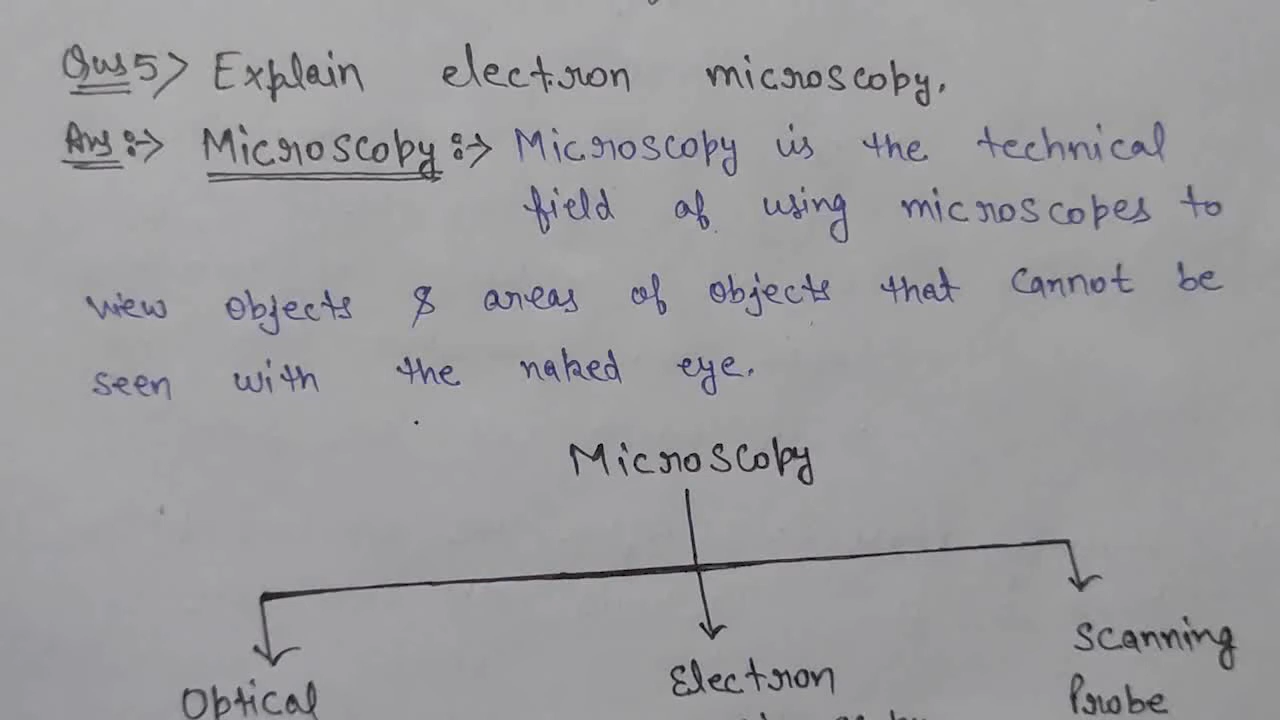 Qus 5> Explain electron microscopy.
Ans :-> Microscopy :-> Microscopy is the technical
field of using microscopes to
view objects & areas of objects that cannot be
seen with the naked eye.
Microscopy
Optical
Electron
Scanning
Probe